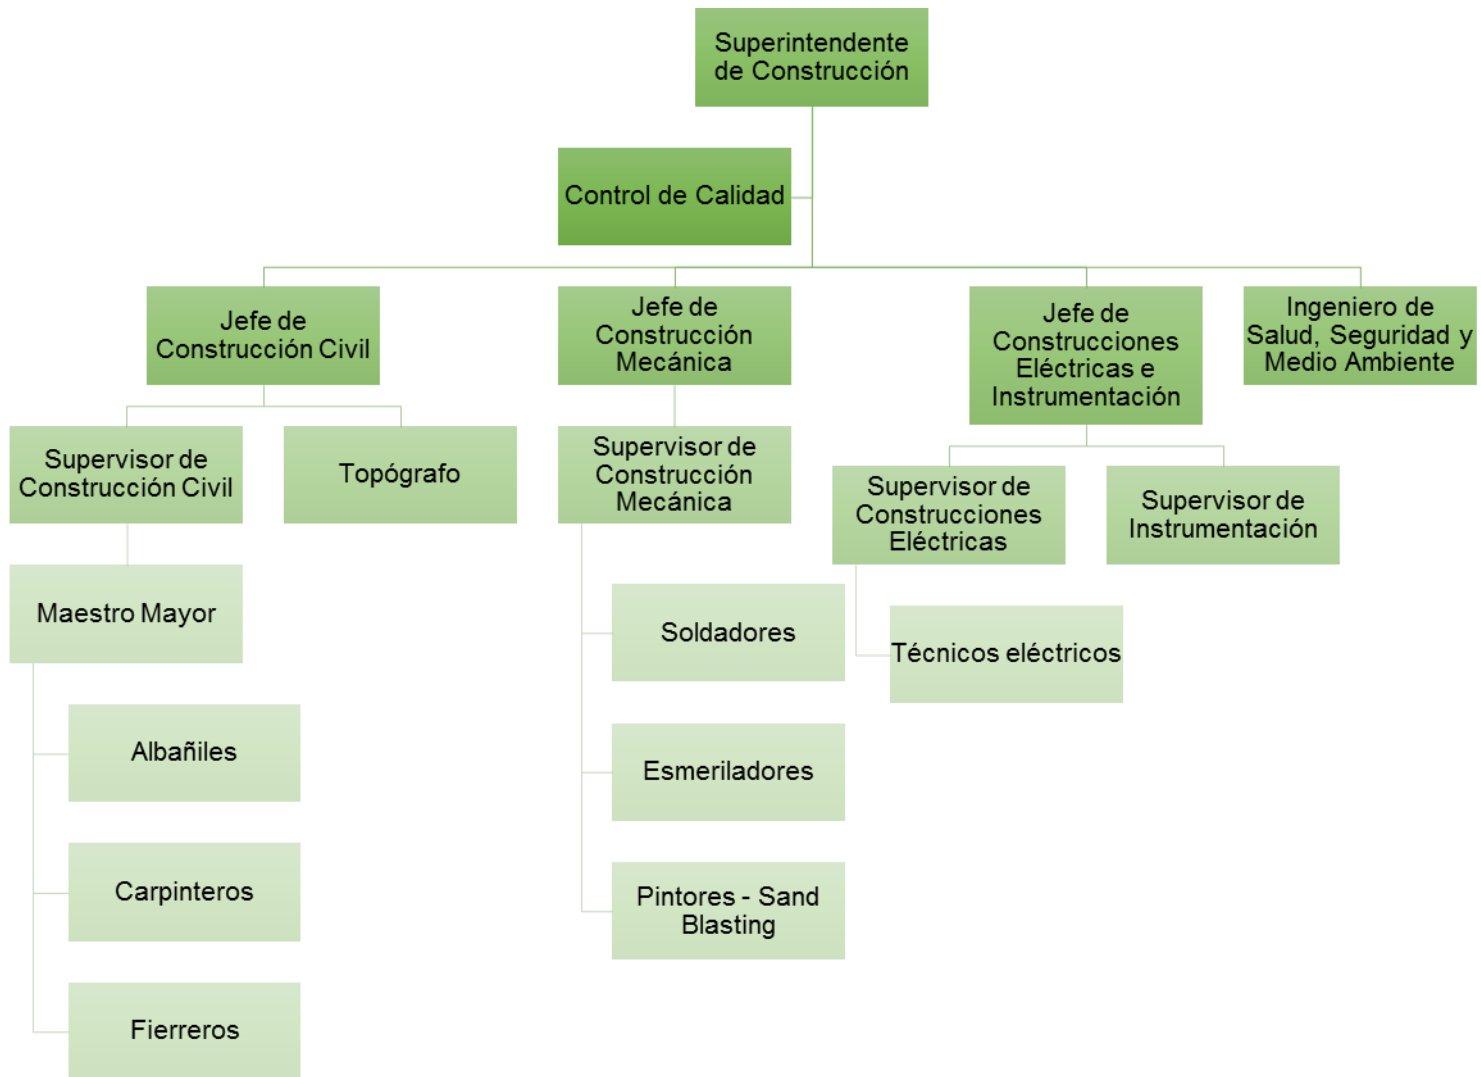 Superintendente
de Construcción
Control de Calidad
Jefe de
Construcción Civil
Jefe de
Construcción
Mecánica
Jefe de
Construcciones
Eléctricas e
Instrumentación
Ingeniero de
Salud, Seguridad y
Medio Ambiente
Supervisor de
Construcción Civil
Topógrafo
Supervisor de
Construcción
Mecánica
Supervisor de
Construcciones
Eléctricas
Supervisor de
Instrumentación
Maestro Mayor
Soldadores
Técnicos eléctricos
Albañiles
Esmeriladores
Carpinteros
Pintores - Sand
Blasting
Fierreros